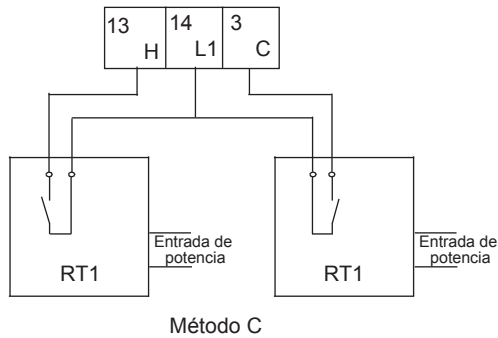 13 14 3
H L1 C
Entrada de
potencia
RT1
Entrada de
potencia
RT1
Método C